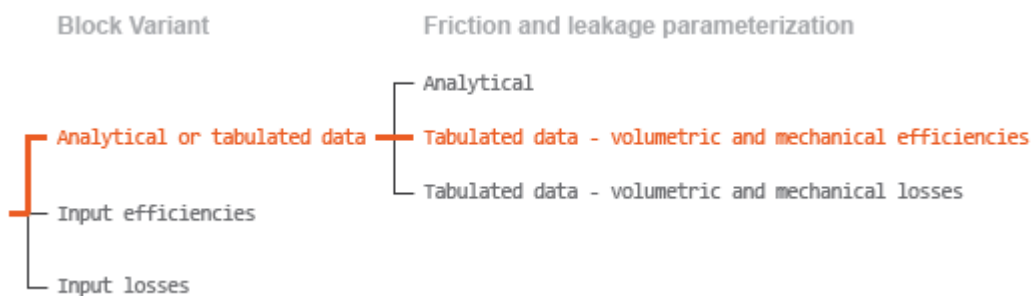 Block Variant
Friction and leakage parameterization
Analytical
Analytical or tabulated data
Tabulated data - volumetric and mechanical efficiencies
Tabulated data - volumetric and mechanical losses
Input efficiencies
Input losses